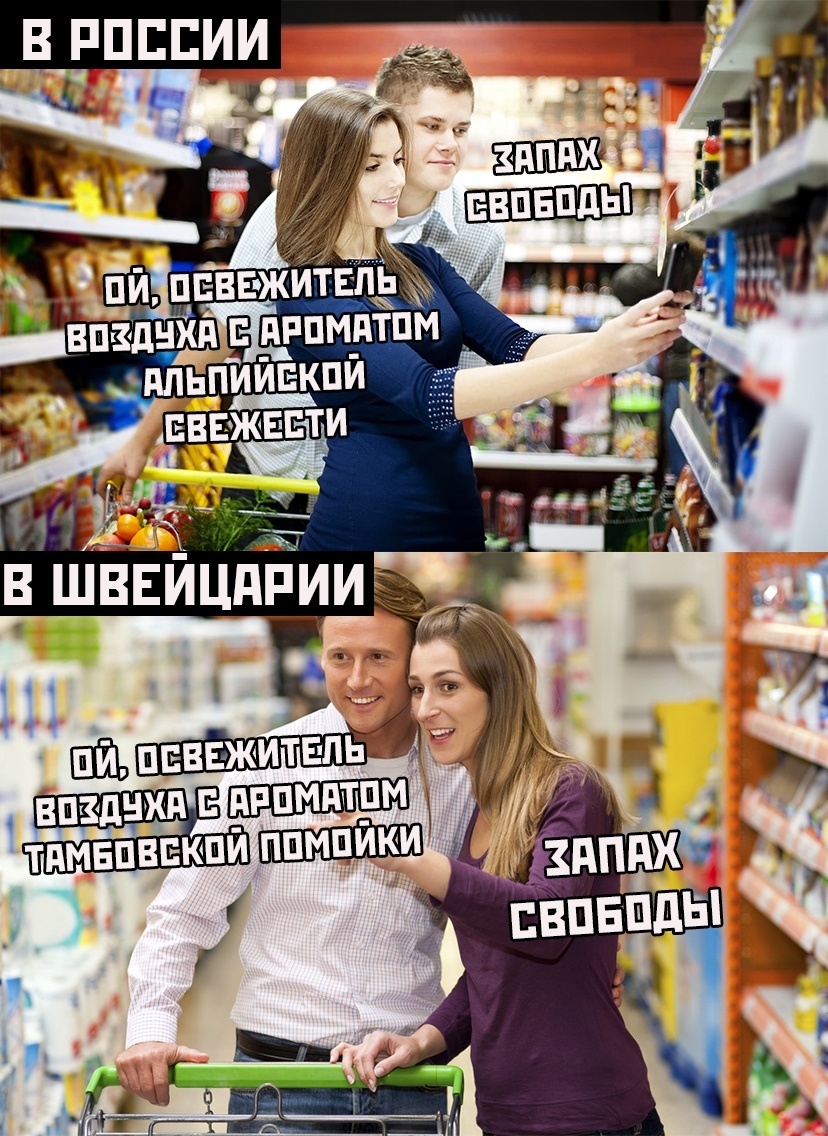 В РОССИИ
ЗАПАХ
СВОБОДЫ
ОЙ, ОСВЕЖИТЕЛЬ
ВОЗДУХА С АРОМАТОМ
АЛЬПИЙСКОЙ
СВЕЖЕСТИ
В ШВЕЙЦАРИИ
ОЙ, ОСВЕЖИТЕЛЬ
ВОЗДУХА С АРОМАТОМ
ТАМБОВСКОЙ ПОМОЙКИ
ЗАПАХ
СВОБОДЫ